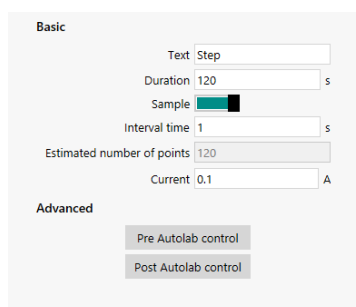 Basic
Text Step
Duration 120 s
Sample
Interval time 1 s
Estimated number of points 120
Current 0.1 A
Advanced
Pre Autolab control
Post Autolab control